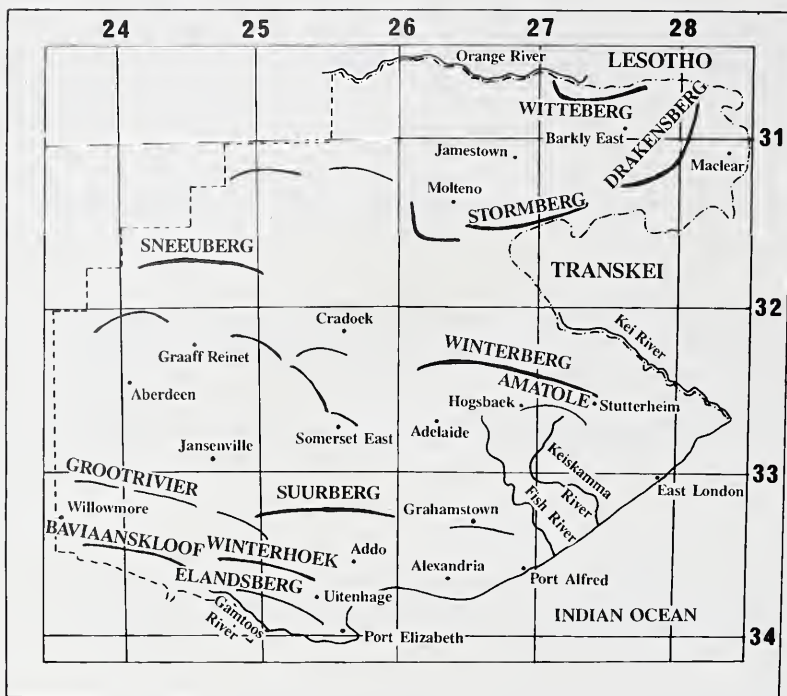 24 25 26 27 28
Orange River
LESOTHO
WITTEBERG
Barkly East
DRAKENSBERG
31
Jamestown
Maclear
Molteno
STORMBERG
SNEEUBERG
TRANSKEI
32
Cradock
Kei River
Graaff Reinet
WINTERBERG
Aberdeen
AMATOLE
Hogsback
Stutterheim
Somerset East
Adelaide
Jansenville
Keiskamma
River
33
GROOTRIVIER
East London
SUURBERG
Fish River
Willowmore
Grahamstown
BAVIAANSKLOOF
WINTERHOEK
Addo
Alexandria
Port Alfred
ELANDSBERG
Uitenhage
Gamtoos
River
INDIAN OCEAN
Port Elizabeth
34